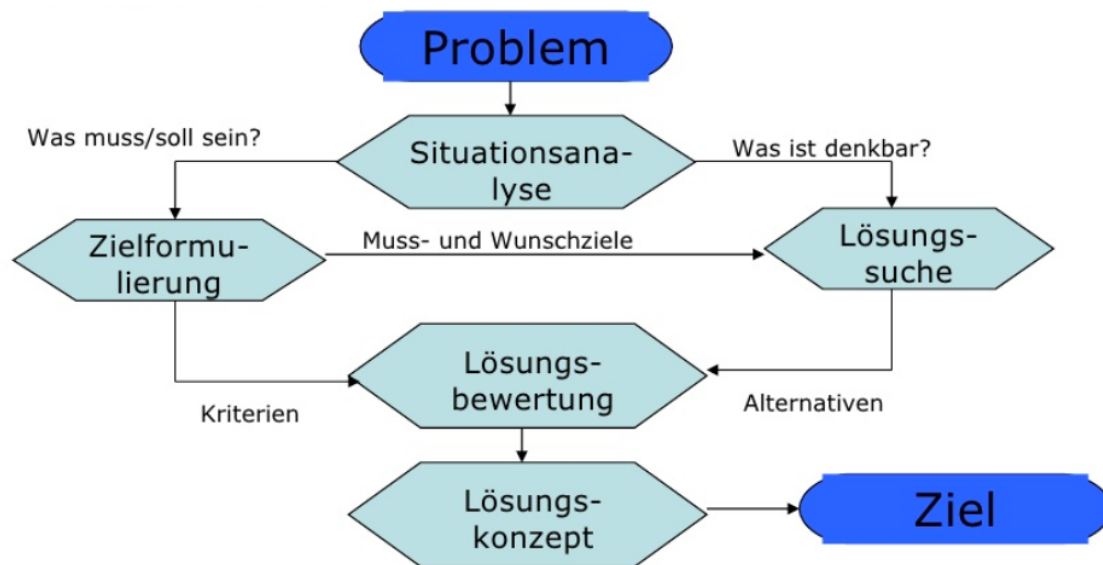 Problem
Was muss/soll sein?
Situationsana-
lyse
Was ist denkbar?
Zielformu-
lierung
Muss- und Wunschziele
Lösungs-
suche
Lösungs-
bewertung
Kriterien
Alternativen
Lösungs-
konzept
Ziel